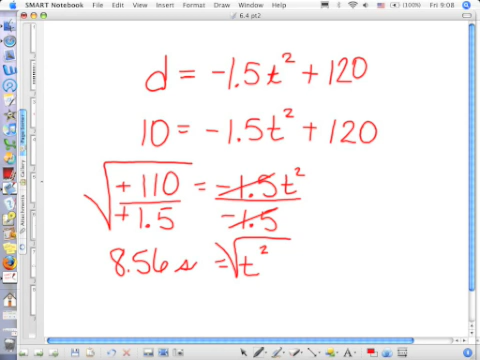 SMART Notebook File Edit View Insert Format Draw Window Help (100%) Fri 9:08
6.4 pt2
d = -1.5t² + 120
10 = -1.5t² + 120
√(+110 / +1.5) = -1.5t² / -1.5
8.56 s = √t²
Attachments